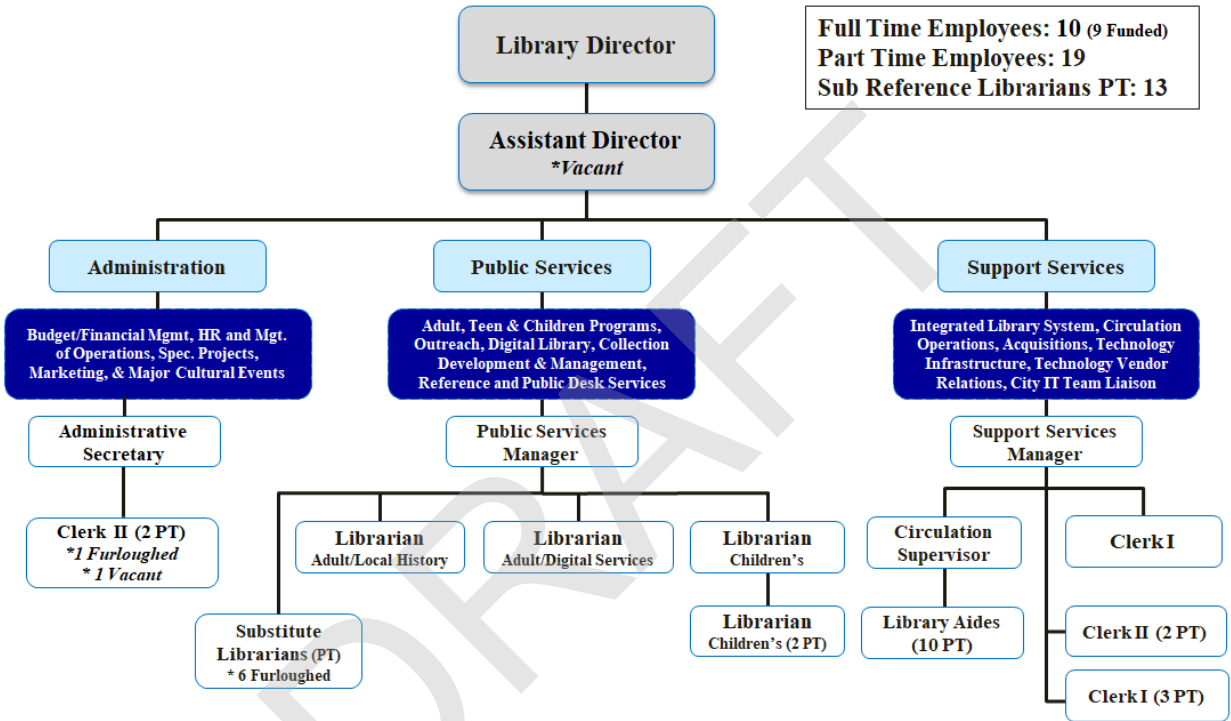 Library Director
Full Time Employees: 10 (9 Funded)
Part Time Employees: 19
Sub Reference Librarians PT: 13
Assistant Director
*Vacant
Administration
Public Services
Support Services
Budget/Financial Mgmt, HR and Mgt.
of Operations, Spec. Projects,
Marketing, & Major Cultural Events
Adult, Teen & Children Programs,
Outreach, Digital Library, Collection
Development & Management,
Reference and Public Desk Services
Integrated Library System, Circulation
Operations, Acquisitions, Technology
Infrastructure, Technology Vendor
Relations, City IT Team Liaison
Administrative
Secretary
Public Services
Manager
Support Services
Manager
Clerk II (2 PT)
*1 Furloughed
* 1 Vacant
Librarian
Adult/Local History
Librarian
Adult/Digital Services
Librarian
Children's
Circulation
Supervisor
Clerk I
Substitute
Librarians (PT)
* 6 Furloughed
Librarian
Children's (2 PT)
Library Aides
(10 PT)
Clerk II (2 PT)
Clerk I (3 PT)
DRAFT